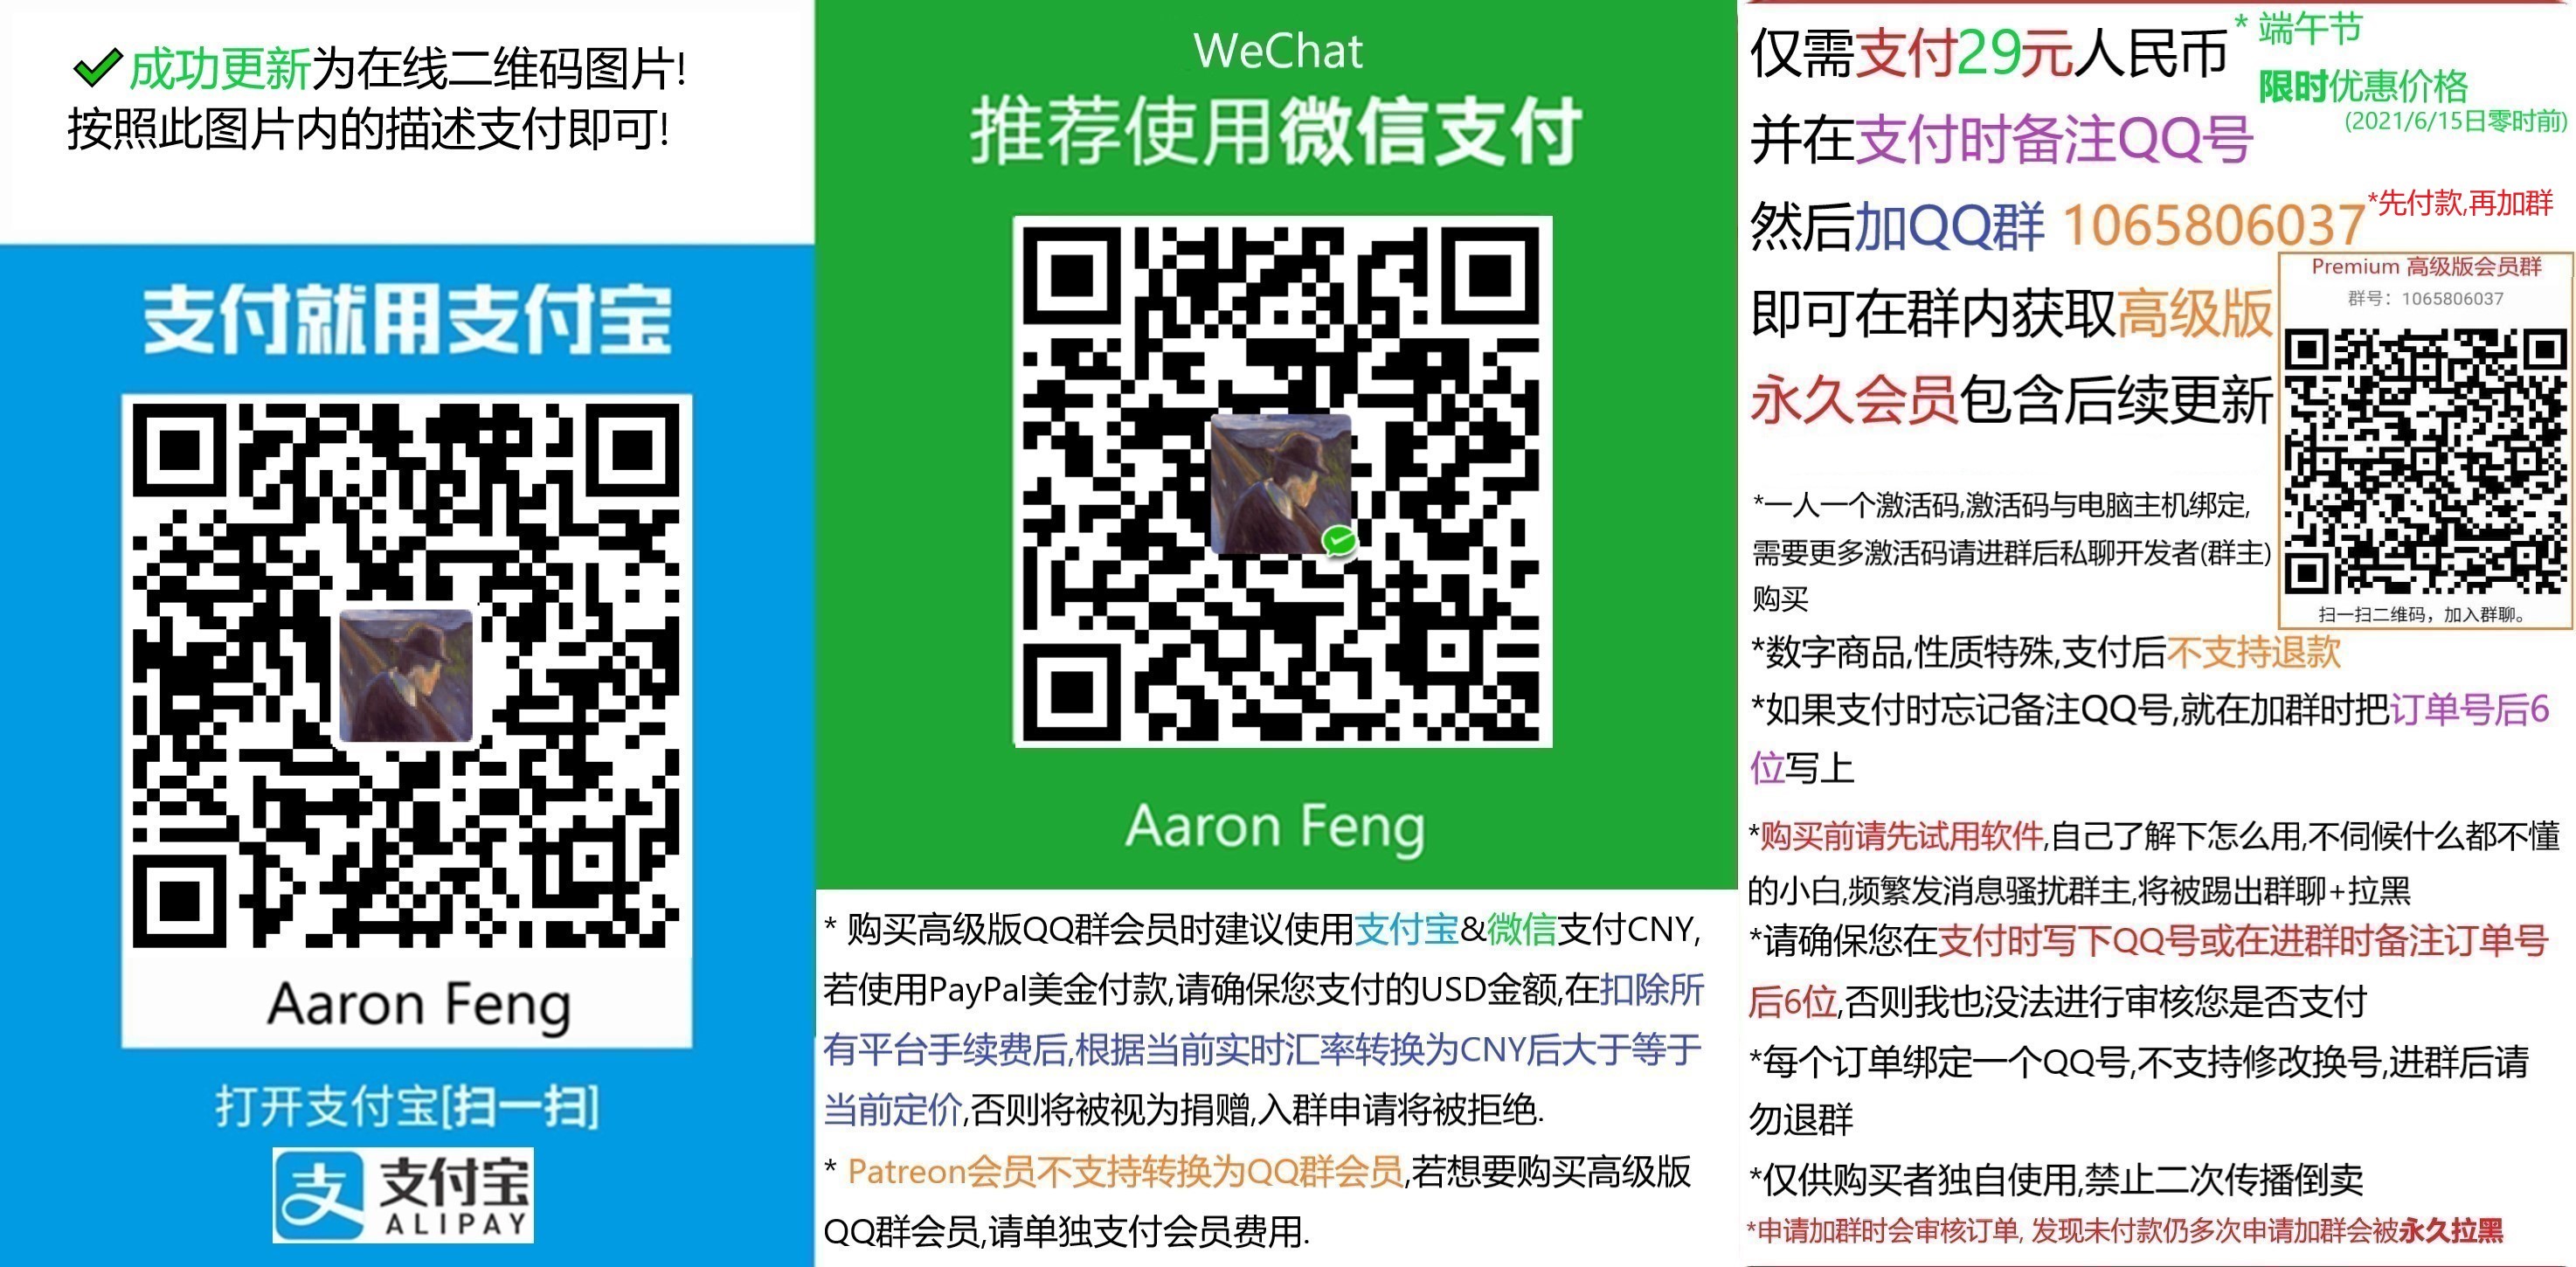 成功更新为在线二维码图片!
按照此图片内的描述支付即可!
支付就用支付宝
Aaron Feng
打开支付宝[扫一扫]
支付宝
ALIPAY
WeChat
推荐使用微信支付
Aaron Feng
* 购买高级版QQ群会员时建议使用支付宝&微信支付CNY,
若使用PayPal美金付款,请确保您支付的USD金额,在扣除所
有平台手续费后,根据当前实时汇率转换为CNY后大于等于
当前定价,否则将被视为捐赠,入群申请将被拒绝.
* Patreon会员不支持转换为QQ群会员,若想要购买高级版
QQ群会员,请单独支付会员费用.
仅需支付29元人民币
* 端午节
限时优惠价格
(2021/6/15日零时前)
并在支付时备注QQ号
然后加QQ群 1065806037
*先付款,再加群
即可在群内获取高级版
永久会员包含后续更新
Premium 高级版会员群
群号：1065806037
扫一扫二维码，加入群聊。
*一人一个激活码,激活码与电脑主机绑定,
需要更多激活码请进群后私聊开发者(群主)
购买
*数字商品,性质特殊,支付后不支持退款
*如果支付时忘记备注QQ号,就在加群时把订单号后6
位写上
*购买前请先试用软件,自己了解下怎么用,不伺候什么都不懂
的小白,频繁发消息骚扰群主,将被踢出群聊+拉黑
*请确保您在支付时写下QQ号或在进群时备注订单号
后6位,否则我也没法进行审核您是否支付
*每个订单绑定一个QQ号,不支持修改换号,进群后请
勿退群
*仅供购买者独自使用,禁止二次传播倒卖
*申请加群时会审核订单, 发现未付款仍多次申请加群会被永久拉黑